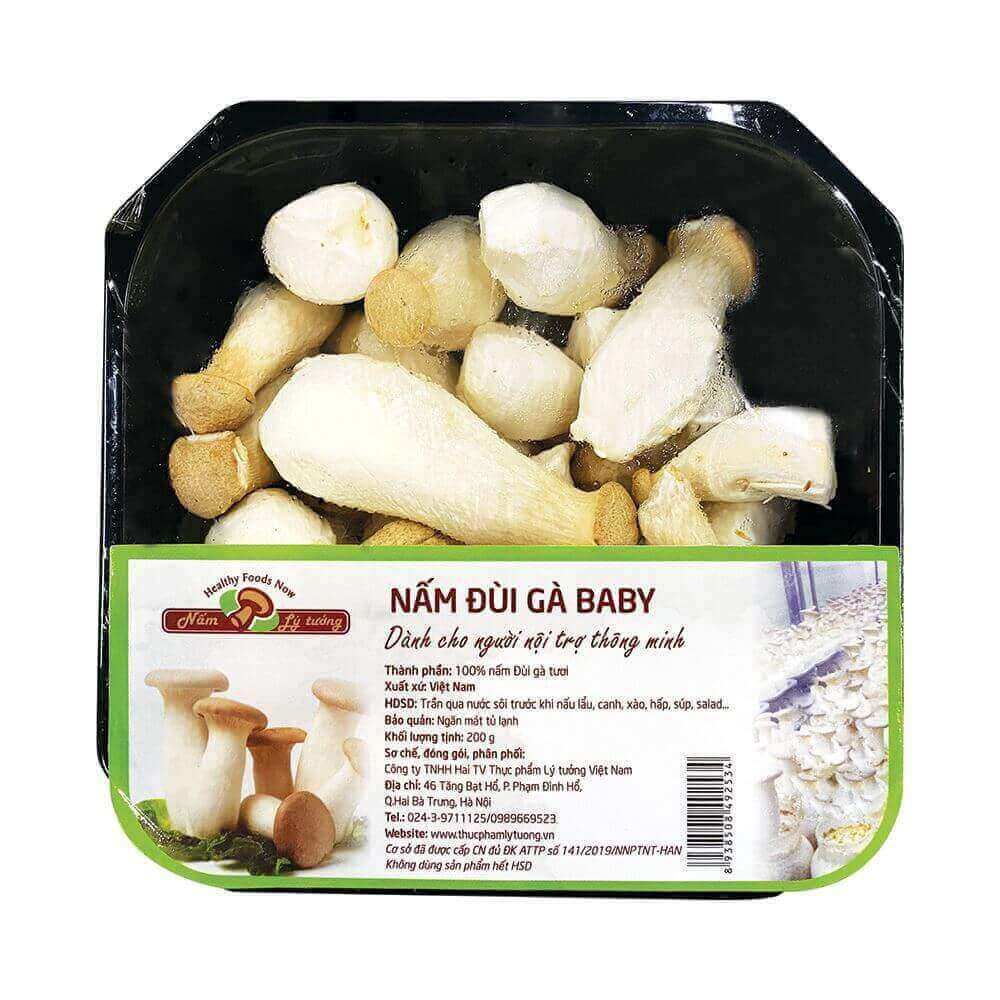 Healthy Foods Now
Nấm Lý tưởng
NẤM ĐÙI GÀ BABY
Dành cho người nội trợ thông minh
Thành phần: 100% nấm Đùi gà tươi
Xuất xứ: Việt Nam
HDSD: Trần qua nước sôi trước khi nấu lẩu, canh, xào, hấp, súp, salad...
Bảo quản: Ngăn mát tủ lạnh
Khối lượng tịnh: 200 g
Sơ chế, đóng gói, phân phối:
Công ty TNHH Hai TV Thực phẩm Lý tưởng Việt Nam
Địa chỉ: 46 Tăng Bạt Hổ, P. Phạm Đình Hổ,
Q.Hai Bà Trưng, Hà Nội
Tel.: 024-3-9711125/0989669523
Website: www.thucphamlytuong.vn
Cơ sở đã được cấp CN đủ ĐK ATTP số 141/2019/NNPTNT-HAN
Không dùng sản phẩm hết HSD
8 938508 492534